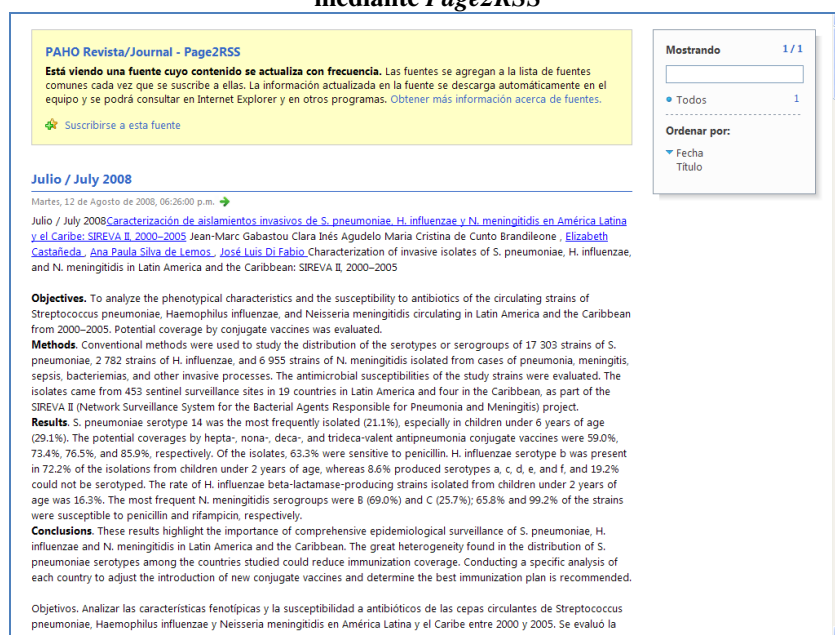 mediante Page2RSS
PAHO Revista/Journal - Page2RSS
Está viendo una fuente cuyo contenido se actualiza con frecuencia. Las fuentes se agregan a la lista de fuentes
comunes cada vez que se suscribe a ellas. La información actualizada en la fuente se descarga automáticamente en el
equipo y se podrá consultar en Internet Explorer y en otros programas. Obtener más información acerca de fuentes.
Suscribirse a esta fuente
Mostrando 1 / 1
Todos 1
Ordenar por:
Fecha
Título
Julio / July 2008
Martes, 12 de Agosto de 2008, 06:26:00 p.m.
Julio / July 2008Caracterización de aislamientos invasivos de S. pneumoniae, H. influenzae y N. meningitidis en América Latina
y el Caribe: SIREVA II, 2000–2005 Jean-Marc Gabastou Clara Inés Agudelo Maria Cristina de Cunto Brandileone , Elizabeth
Castañeda , Ana Paula Silva de Lemos , José Luis Di Fabio Characterization of invasive isolates of S. pneumoniae, H. influenzae,
and N. meningitidis in Latin America and the Caribbean: SIREVA II, 2000–2005
Objectives. To analyze the phenotypical characteristics and the susceptibility to antibiotics of the circulating strains of
Streptococcus pneumoniae, Haemophilus influenzae, and Neisseria meningitidis circulating in Latin America and the Caribbean
from 2000–2005. Potential coverage by conjugate vaccines was evaluated.
Methods. Conventional methods were used to study the distribution of the serotypes or serogroups of 17 303 strains of S.
pneumoniae, 2 782 strains of H. influenzae, and 6 955 strains of N. meningitidis isolated from cases of pneumonia, meningitis,
sepsis, bacteriemias, and other invasive processes. The antimicrobial susceptibilities of the study strains were evaluated. The
isolates came from 453 sentinel surveillance sites in 19 countries in Latin America and four in the Caribbean, as part of the
SIREVA II (Network Surveillance System for the Bacterial Agents Responsible for Pneumonia and Meningitis) project.
Results. S. pneumoniae serotype 14 was the most frequently isolated (21.1%), especially in children under 6 years of age
(29.1%). The potential coverages by hepta-, nona-, deca-, and trideca-valent antipneumonia conjugate vaccines were 59.0%,
73.4%, 76.5%, and 85.9%, respectively. Of the isolates, 63.3% were sensitive to penicillin. H. influenzae serotype b was present
in 72.2% of the isolations from children under 2 years of age, whereas 8.6% produced serotypes a, c, d, e, and f, and 19.2%
could not be serotyped. The rate of H. influenzae beta-lactamase-producing strains isolated from children under 2 years of
age was 16.3%. The most frequent N. meningitidis serogroups were B (69.0%) and C (25.7%); 65.8% and 99.2% of the strains
were susceptible to penicillin and rifampicin, respectively.
Conclusions. These results highlight the importance of comprehensive epidemiological surveillance of S. pneumoniae, H.
influenzae and N. meningitidis in Latin America and the Caribbean. The great heterogeneity found in the distribution of S.
pneumoniae serotypes among the countries studied could reduce immunization coverage. Conducting a specific analysis of
each country to adjust the introduction of new conjugate vaccines and determine the best immunization plan is recommended.
Objetivos. Analizar las características fenotípicas y la susceptibilidad a antibióticos de las cepas circulantes de Streptococcus
pneumoniae, Haemophilus influenzae y Neisseria meningitidis en América Latina y el Caribe entre 2000 y 2005. Se evaluó la